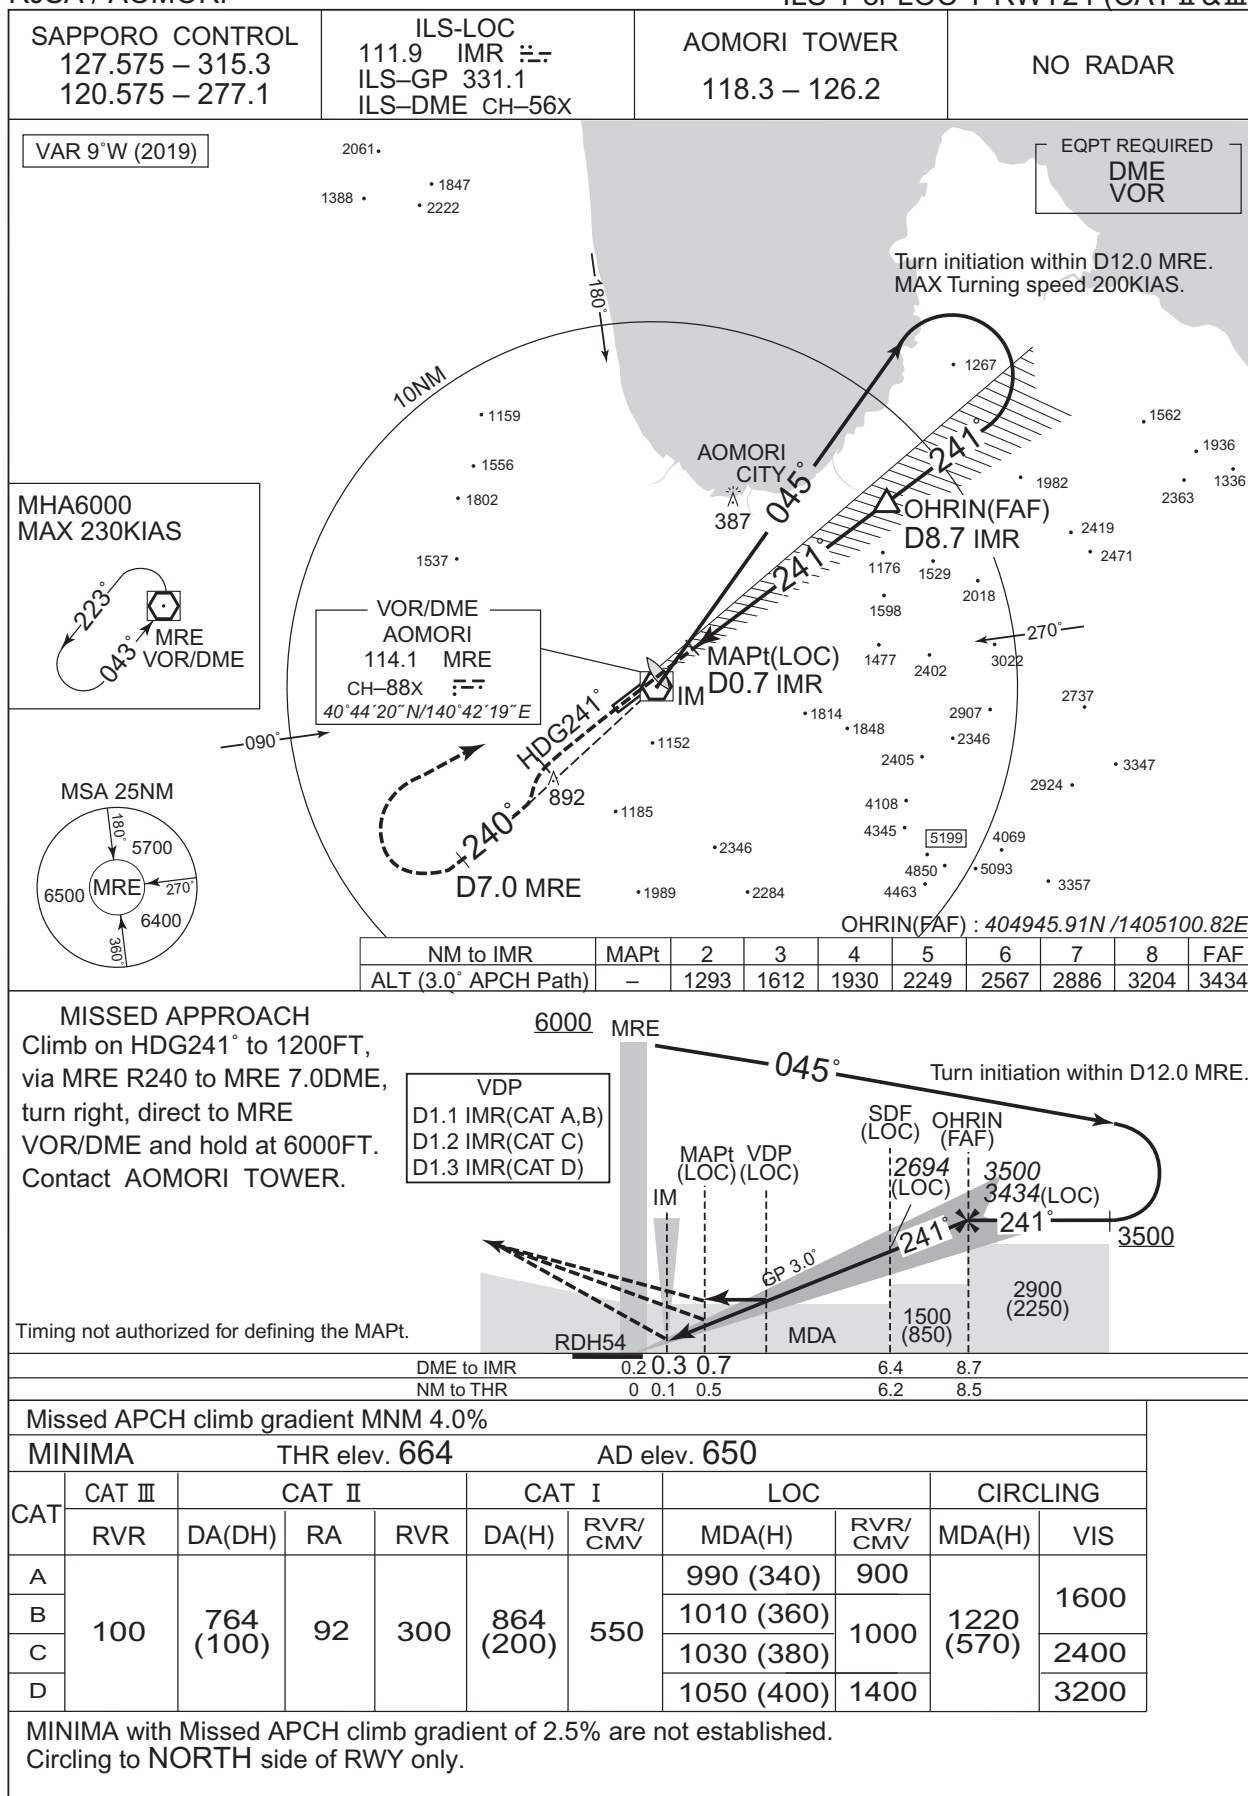 SAPPORO CONTROL
127.575 – 315.3
120.575 – 277.1
ILS-LOC
111.9 IMR
ILS–GP 331.1
ILS–DME CH–56X
AOMORI TOWER
118.3 – 126.2
NO RADAR
VAR 9°W (2019)
EQPT REQUIRED
DME
VOR
2061
1847
1388
2222
Turn initiation within D12.0 MRE.
MAX Turning speed 200KIAS.
180°
10NM
1267
1159
1562
AOMORI
CITY
045°
241°
1936
1556
1982
1336
2363
1802
387
OHRIN(FAF)
D8.7 IMR
2419
2471
MHA6000
MAX 230KIAS
1537
241°
1176
1529
2018
1598
223°
043°
MRE
VOR/DME
VOR/DME
AOMORI
114.1 MRE
CH–88X
40°44´20˝N/140°42´19˝E
270°
MAPt(LOC)
D0.7 IMR
IM
1477
2402
3022
2737
HDG241°
1814
1848
2907
2346
090°
1152
2405
3347
2924
892
1185
4108
4345
240°
D7.0 MRE
2346
5199
4069
4850
5093
4463
3357
1989
2284
MSA 25NM
180°
5700
MRE
270°
6500
6400
360°
OHRIN(FAF) : 404945.91N /1405100.82E
NM to IMR MAPt 2 3 4 5 6 7 8 FAF
ALT (3.0° APCH Path) – 1293 1612 1930 2249 2567 2886 3204 3434
MISSED APPROACH
Climb on HDG241° to 1200FT,
via MRE R240 to MRE 7.0DME,
turn right, direct to MRE
VOR/DME and hold at 6000FT.
Contact AOMORI TOWER.
6000
MRE
045°
Turn initiation within D12.0 MRE.
VDP
D1.1 IMR(CAT A,B)
D1.2 IMR(CAT C)
D1.3 IMR(CAT D)
IM
MAPt
(LOC)
VDP
(LOC)
SDF
(LOC)
OHRIN
(FAF)
2694
(LOC)
3500
3434(LOC)
241°
241°
3500
GP 3.0°
2900
(2250)
1500
(850)
MDA
RDH54
Timing not authorized for defining the MAPt.
DME to IMR 0.2 0.3 0.7 6.4 8.7
NM to THR 0 0.1 0.5 6.2 8.5
Missed APCH climb gradient MNM 4.0%
MINIMA THR elev. 664 AD elev. 650
CAT CAT Ⅲ CAT Ⅱ CAT Ⅰ LOC CIRCLING
RVR DA(DH) RA RVR DA(H) RVR/CMV MDA(H) RVR/CMV MDA(H) VIS
A 990 (340) 900
B 1010 (360)
C 1030 (380)
D 1050 (400) 1400
100
764
(100)
92
300
864
(200)
550
1000
1220
(570)
1600
2400
3200
MINIMA with Missed APCH climb gradient of 2.5% are not established.
Circling to NORTH side of RWY only.